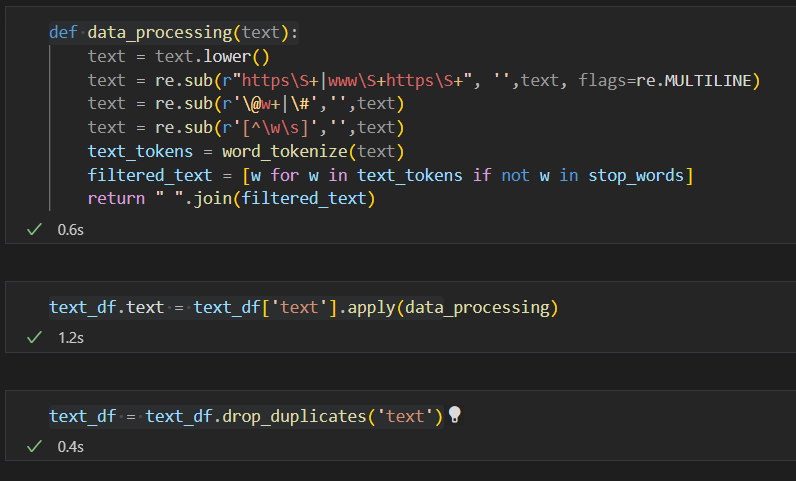 def data_processing(text):
    text = text.lower()
    text = re.sub(r"https\S+|www\S+https\S+", '',text, flags=re.MULTILINE)
    text = re.sub(r'\@w+|\#','',text)
    text = re.sub(r'[^\w\s]','',text)
    text_tokens = word_tokenize(text)
    filtered_text = [w for w in text_tokens if not w in stop_words]
    return " ".join(filtered_text)
0.6s
text_df.text = text_df['text'].apply(data_processing)
1.2s
text_df = text_df.drop_duplicates('text')
0.4s